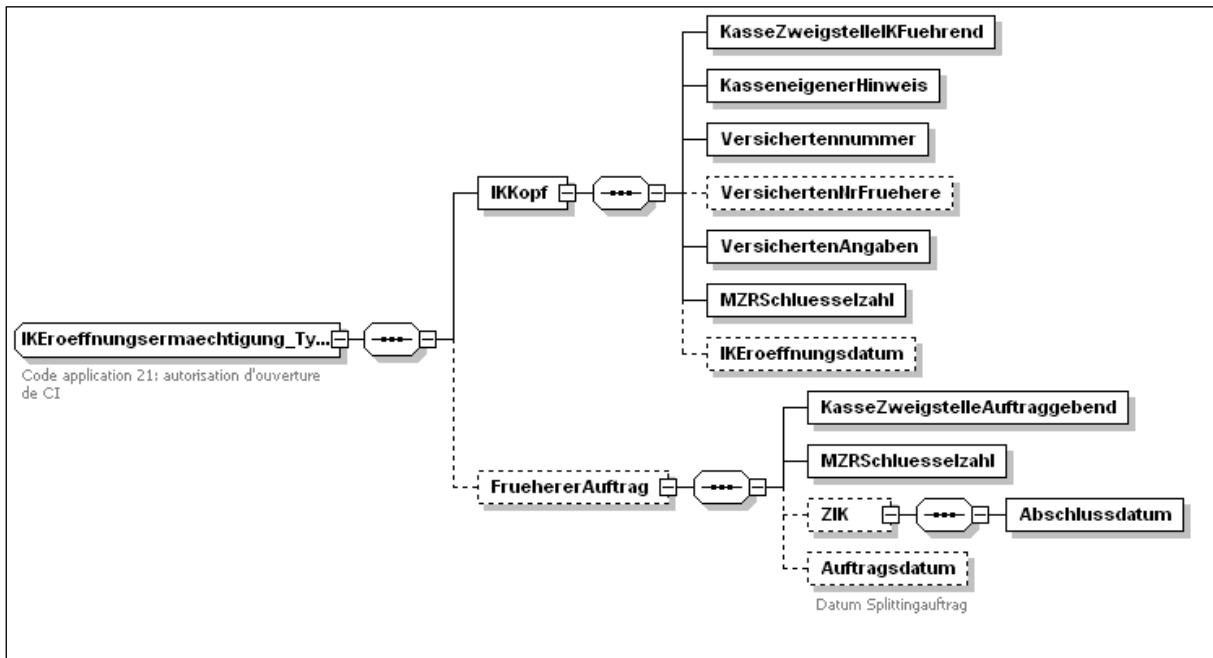 KasseZweigstelleIKFuehrend
KasseneigenerHinweis
Versichertennummer
IKKopf
VersichertenNrFruehere
VersichertenAngaben
MZRSchluesselzahl
IKEroeffnungsermaechtigung_Ty...
IKEroeffnungsdatum
Code application 21: autorisation d'ouverture
de CI
KasseZweigstelleAuftraggebend
MZRSchluesselzahl
FruehererAuftrag
ZIK
Abschlussdatum
Auftragsdatum
Datum Splittingauftrag